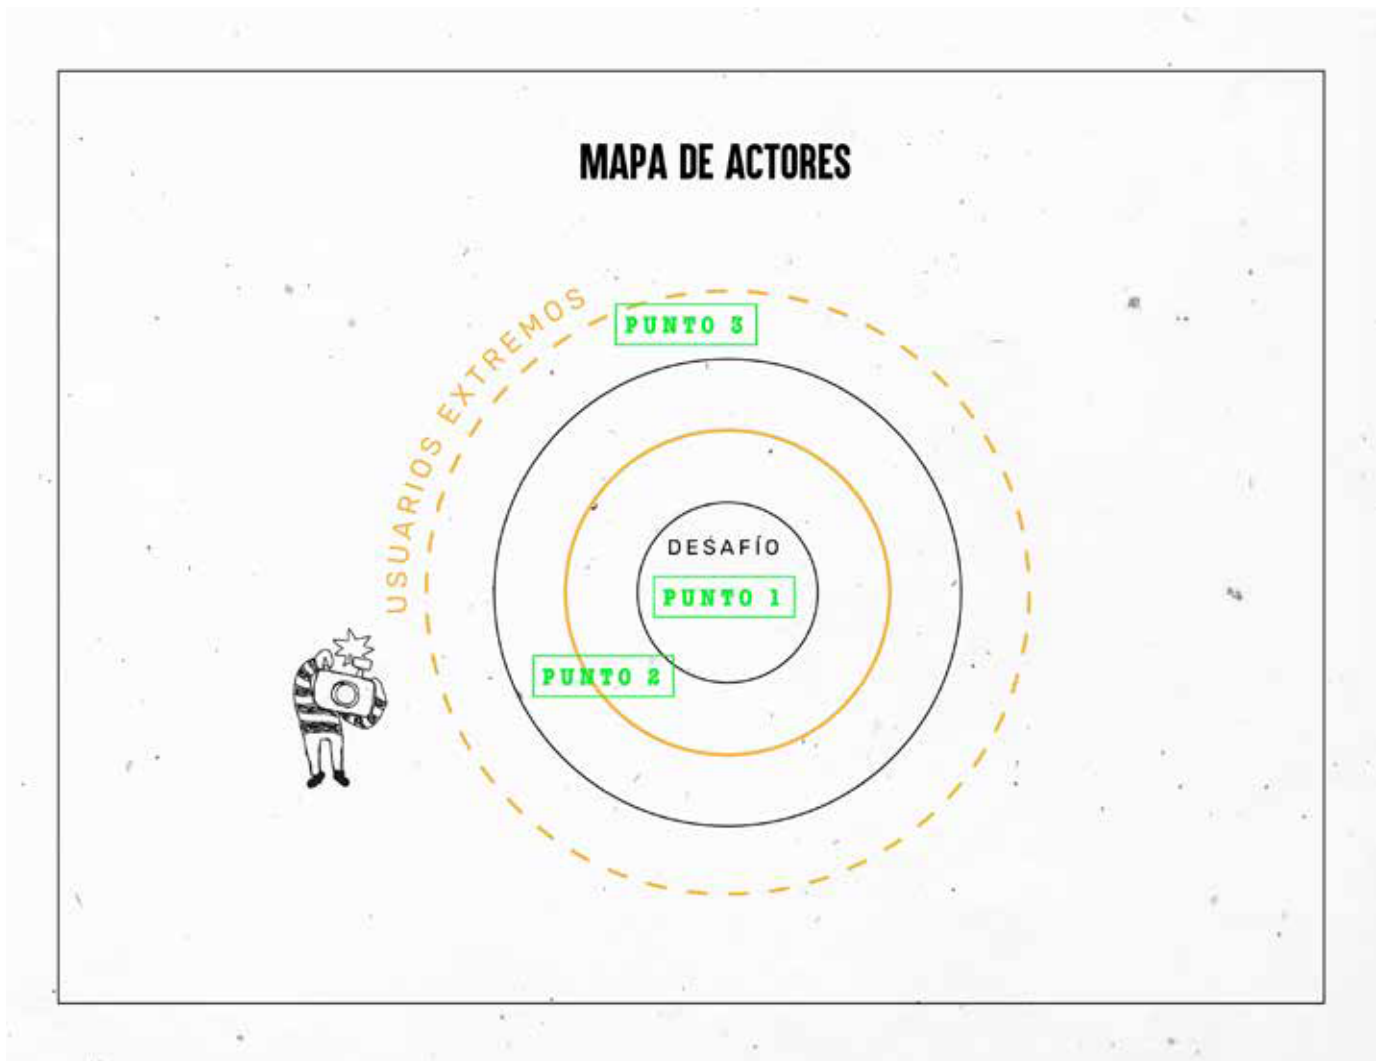 MAPA DE ACTORES
USUARIOS EXTREMOS
PUNTO 3
DESAFÍO
PUNTO 1
PUNTO 2